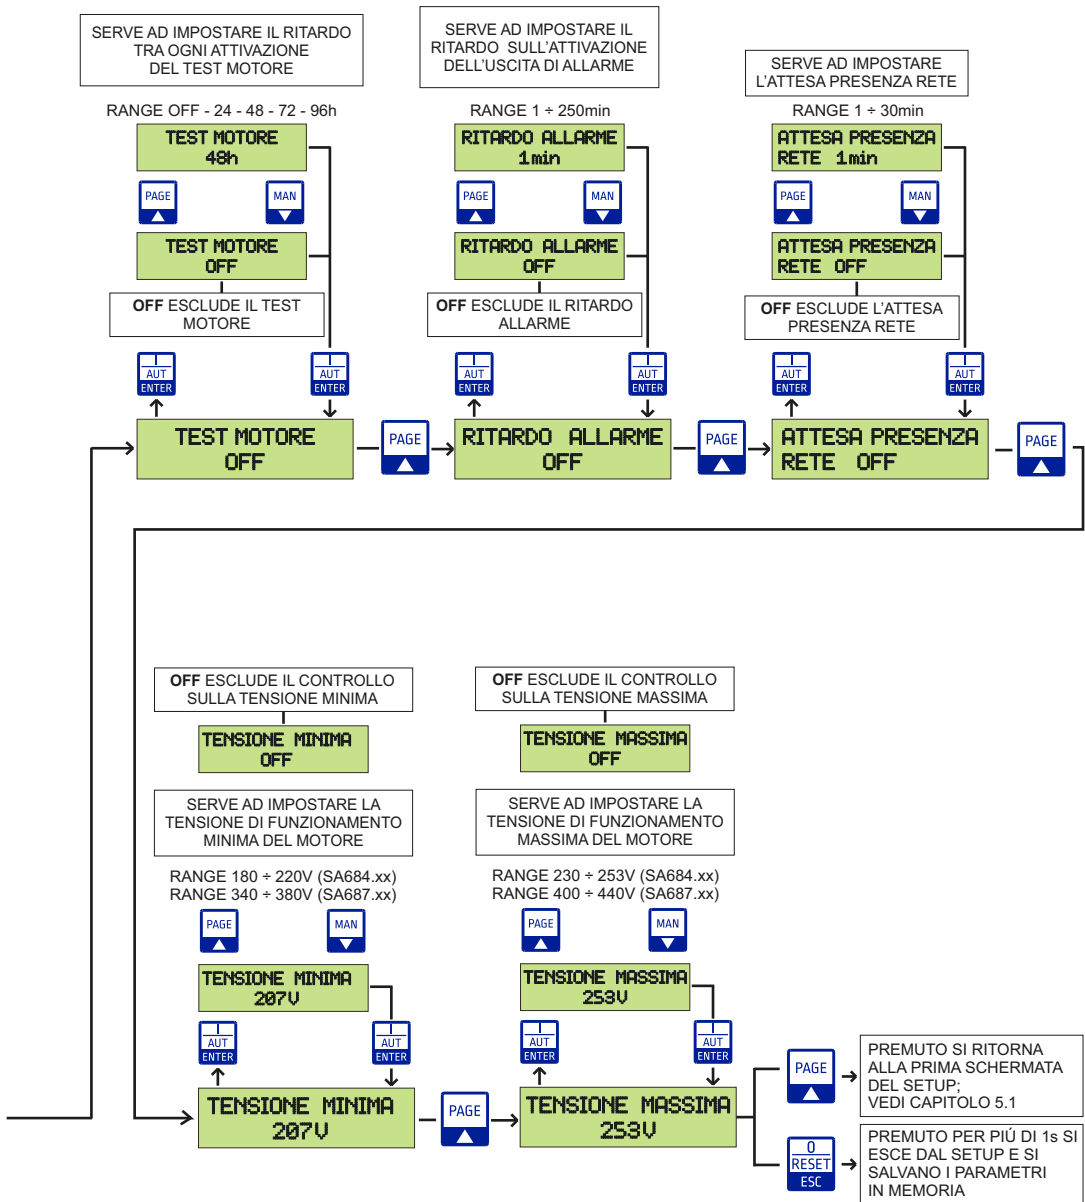 SERVE AD IMPOSTARE IL RITARDO
TRA OGNI ATTIVAZIONE
DEL TEST MOTORE
RANGE OFF - 24 - 48 - 72 - 96h
TEST MOTORE
48h
PAGE
MAN
TEST MOTORE
OFF
OFF ESCLUDE IL TEST
MOTORE
I
AUT
ENTER
I
AUT
ENTER
TEST MOTORE
OFF
PAGE
SERVE AD IMPOSTARE IL
RITARDO SULL'ATTIVAZIONE
DELL'USCITA DI ALLARME
RANGE 1 ÷ 250min
RITARDO ALLARME
1min
PAGE
MAN
RITARDO ALLARME
OFF
OFF ESCLUDE IL RITARDO
ALLARME
I
AUT
ENTER
I
AUT
ENTER
RITARDO ALLARME
OFF
PAGE
SERVE AD IMPOSTARE
L'ATTESA PRESENZA RETE
RANGE 1 ÷ 30min
ATTESA PRESENZA
RETE 1min
PAGE
MAN
ATTESA PRESENZA
RETE OFF
OFF ESCLUDE L'ATTESA
PRESENZA RETE
I
AUT
ENTER
I
AUT
ENTER
ATTESA PRESENZA
RETE OFF
PAGE
OFF ESCLUDE IL CONTROLLO
SULLA TENSIONE MINIMA
TENSIONE MINIMA
OFF
SERVE AD IMPOSTARE LA
TENSIONE DI FUNZIONAMENTO
MINIMA DEL MOTORE
RANGE 180 ÷ 220V (SA684.xx)
RANGE 340 ÷ 380V (SA687.xx)
PAGE
MAN
TENSIONE MINIMA
207V
I
AUT
ENTER
I
AUT
ENTER
TENSIONE MINIMA
207V
PAGE
OFF ESCLUDE IL CONTROLLO
SULLA TENSIONE MASSIMA
TENSIONE MASSIMA
OFF
SERVE AD IMPOSTARE LA
TENSIONE DI FUNZIONAMENTO
MASSIMA DEL MOTORE
RANGE 230 ÷ 253V (SA684.xx)
RANGE 400 ÷ 440V (SA687.xx)
PAGE
MAN
TENSIONE MASSIMA
253V
I
AUT
ENTER
I
AUT
ENTER
TENSIONE MASSIMA
253V
PAGE
PREMUTO SI RITORNA
ALLA PRIMA SCHERMATA
DEL SETUP;
VEDI CAPITOLO 5.1
0
RESET
ESC
PREMUTO PER PIÚ DI 1s SI
ESCE DAL SETUP E SI
SALVANO I PARAMETRI
IN MEMORIA